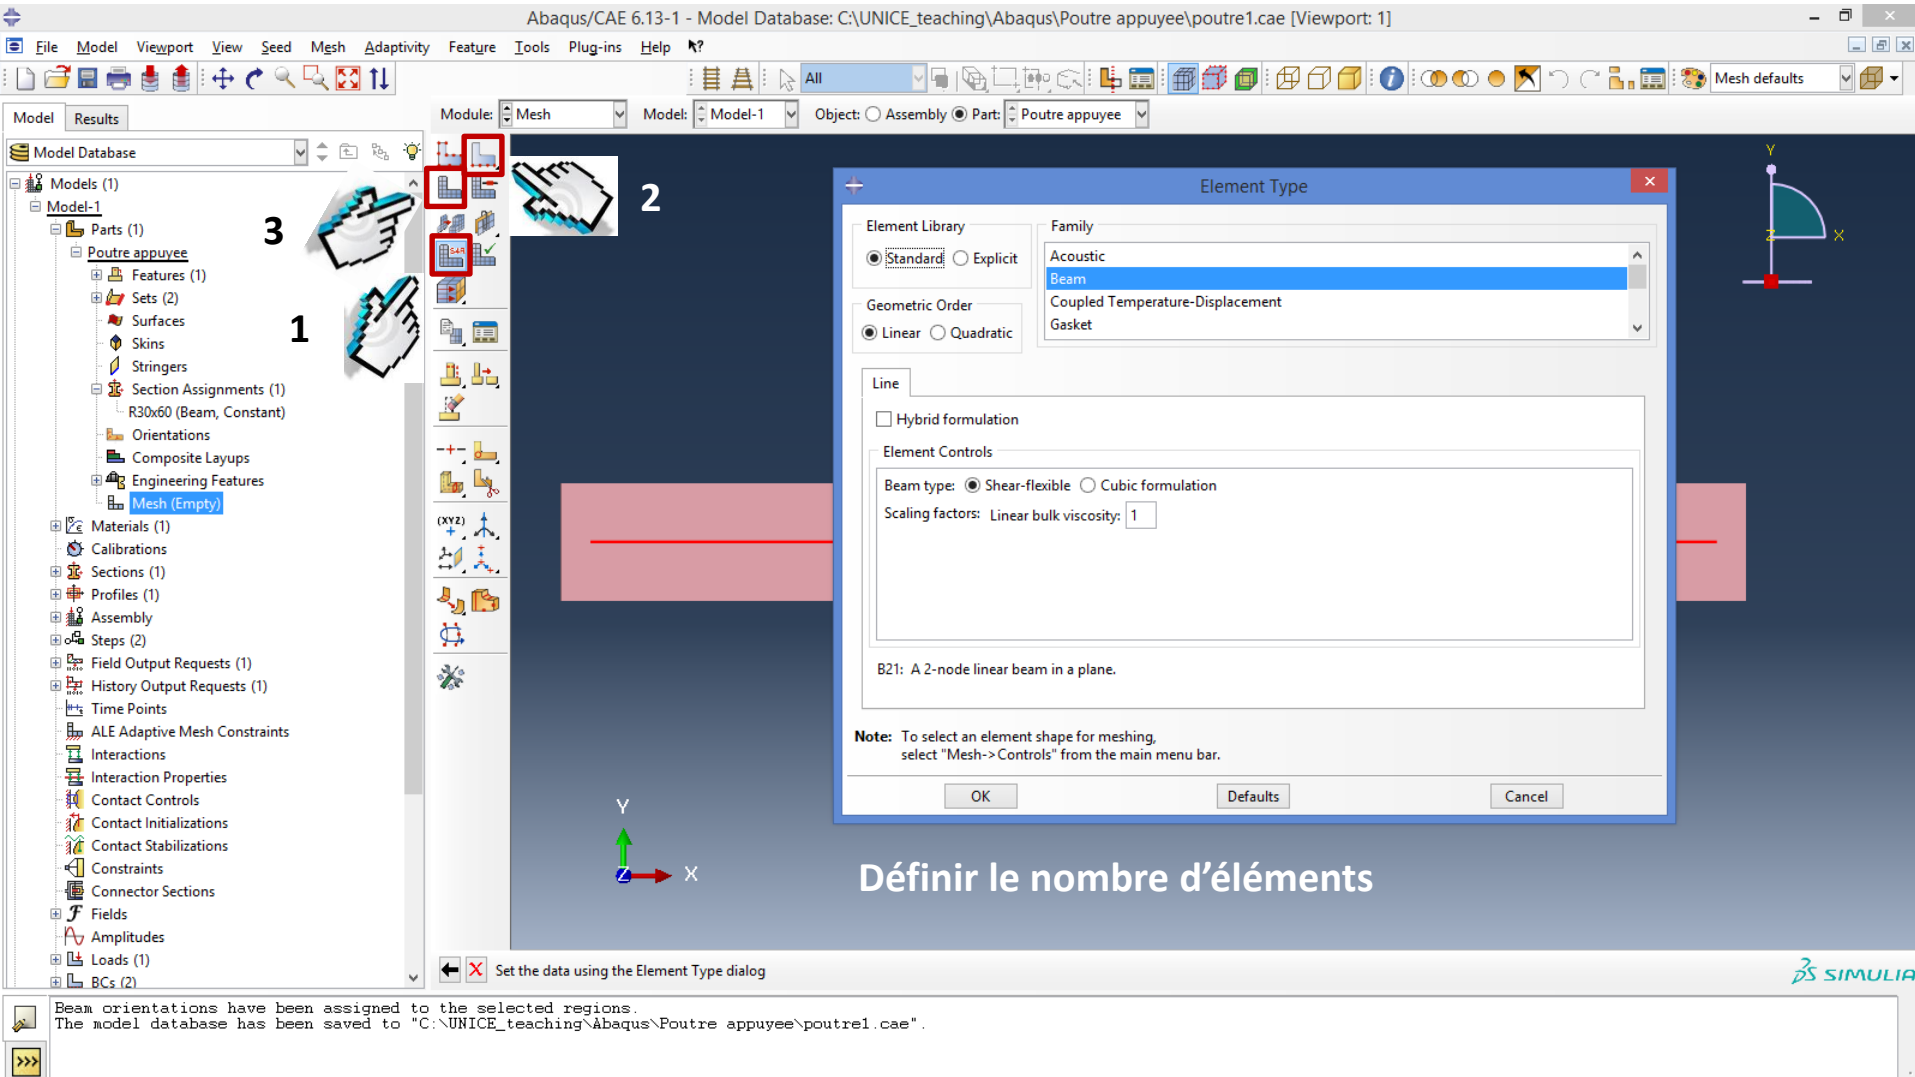 Abaqus/CAE 6.13-1 - Model Database: C:\UNICE_teaching\Abaqus\Poutre appuyee\poutre1.cae [Viewport: 1]
File Model Viewport View Seed Mesh Adaptivity Feature Tools Plug-ins Help
All
Mesh defaults
Model Results
Module: Mesh Model: Model-1 Object: Assembly Part: Poutre appuyee
Model Database
Models (1)
Model-1
Parts (1)
Poutre appuyee
Features (1)
Sets (2)
Surfaces
Skins
Stringers
Section Assignments (1)
R30x60 (Beam, Constant)
Orientations
Composite Layups
Engineering Features
Mesh (Empty)
Materials (1)
Calibrations
Sections (1)
Profiles (1)
Assembly
Steps (2)
Field Output Requests (1)
History Output Requests (1)
Time Points
ALE Adaptive Mesh Constraints
Interactions
Interaction Properties
Contact Controls
Contact Initializations
Contact Stabilizations
Constraints
Connector Sections
Fields
Amplitudes
Loads (1)
BCs (2)
3
1
2
(XYZ)
Element Type
Element Library
Standard Explicit
Geometric Order
Linear Quadratic
Family
Acoustic
Beam
Coupled Temperature-Displacement
Gasket
Line
Hybrid formulation
Element Controls
Beam type: Shear-flexible Cubic formulation
Scaling factors: Linear bulk viscosity: 1
B21: A 2-node linear beam in a plane.
Note: To select an element shape for meshing,
select "Mesh->Controls" from the main menu bar.
OK Defaults Cancel
Y
X
Z
Y
X
Z
Définir le nombre d'éléments
Set the data using the Element Type dialog
SIMULIA
Beam orientations have been assigned to the selected regions.
The model database has been saved to "C:\UNICE_teaching\Abaqus\Poutre appuyee\poutre1.cae".
>>>